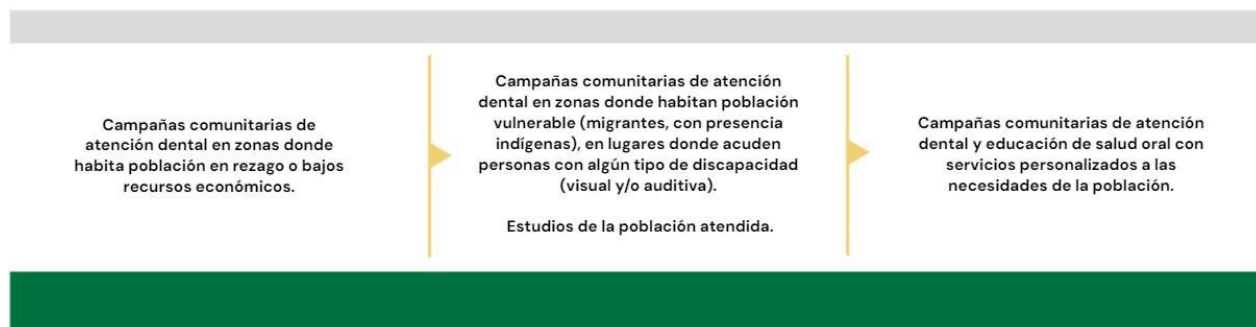 Campañas comunitarias de
atención dental en zonas donde
habita población en rezago o bajos
recursos económicos.
Campañas comunitarias de atención
dental en zonas donde habitan población
vulnerable (migrantes, con presencia
indígenas), en lugares donde acuden
personas con algún tipo de discapacidad
(visual y/o auditiva).
Estudios de la población atendida.
Campañas comunitarias de atención
dental y educación de salud oral con
servicios personalizados a las
necesidades de la población.